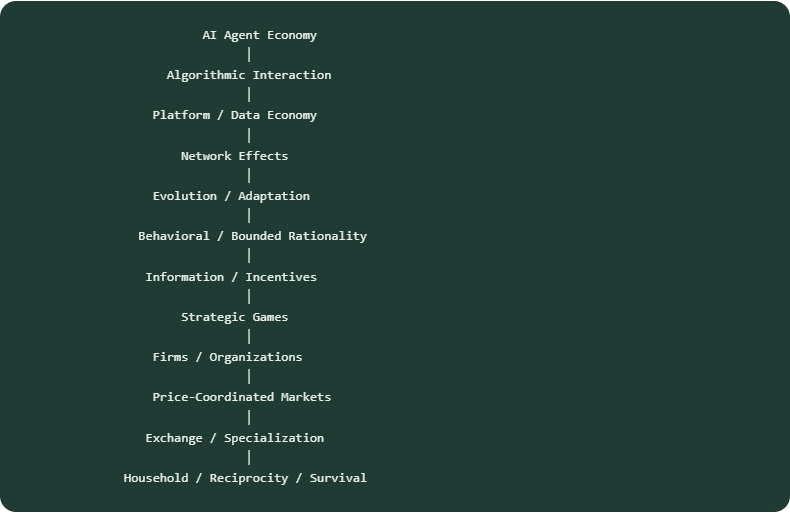 AI Agent Economy
│
Algorithmic Interaction
│
Platform / Data Economy
│
Network Effects
│
Evolution / Adaptation
│
Behavioral / Bounded Rationality
│
Information / Incentives
│
Strategic Games
│
Firms / Organizations
│
Price-Coordinated Markets
│
Exchange / Specialization
│
Household / Reciprocity / Survival